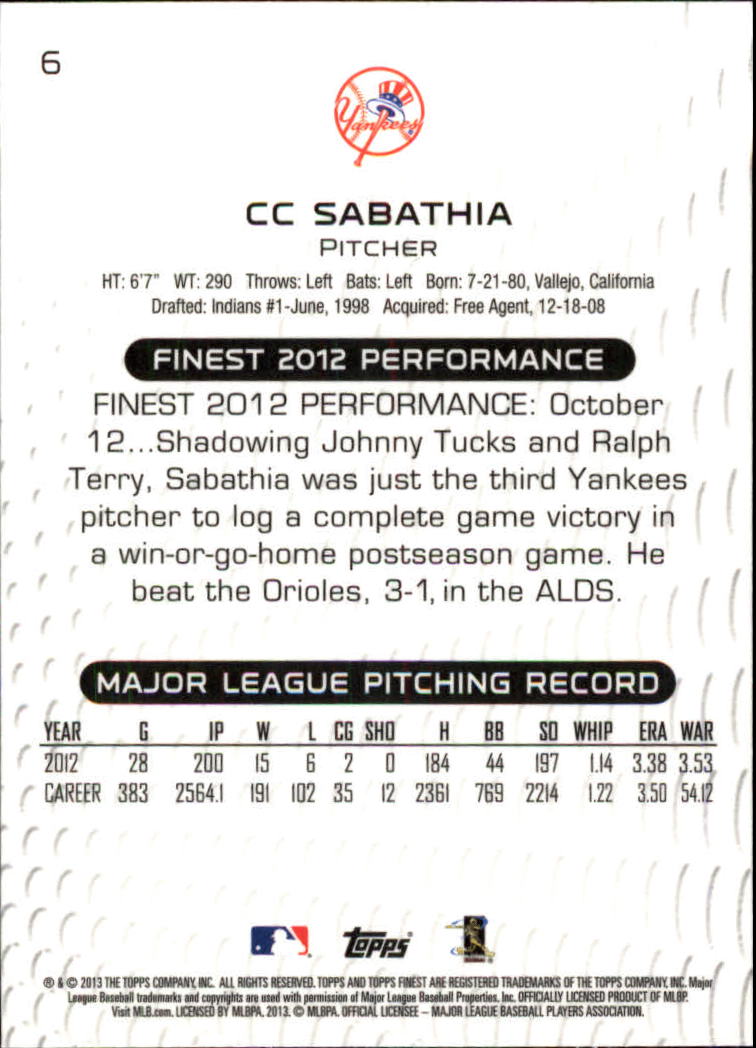 6
Yankees
CC SABATHIA
PITCHER
HT: 6'7" WT: 290 Throws: Left Bats: Left Born: 7-21-80, Vallejo, California
Drafted: Indians #1-June, 1998 Acquired: Free Agent, 12-18-08
FINEST 2012 PERFORMANCE
FINEST 2012 PERFORMANCE: October
12...Shadowing Johnny Tucks and Ralph
Terry, Sabathia was just the third Yankees
pitcher to log a complete game victory in
a win-or-go-home postseason game. He
beat the Orioles, 3-1, in the ALDS.
MAJOR LEAGUE PITCHING RECORD
YEAR G IP W L CG SHO H BB SO WHIP ERA WAR
2012 28 200 15 6 2 0 184 44 197 1.14 3.38 3.53
CAREER 383 2564.1 191 102 35 12 2361 769 2214 1.22 3.50 54.12
Topps
® & © 2013 THE TOPPS COMPANY, INC. ALL RIGHTS RESERVED. TOPPS AND TOPPS FINEST ARE REGISTERED TRADEMARKS OF THE TOPPS COMPANY, INC. Major
League Baseball trademarks and copyrights are used with permission of Major League Baseball Properties, Inc. OFFICIALLY LICENSED PRODUCT OF MLBP.
Visit MLB.com. LICENSED BY MLBPA, 2013. © MLBPA. OFFICIAL LICENSEE – MAJOR LEAGUE BASEBALL PLAYERS ASSOCIATION.